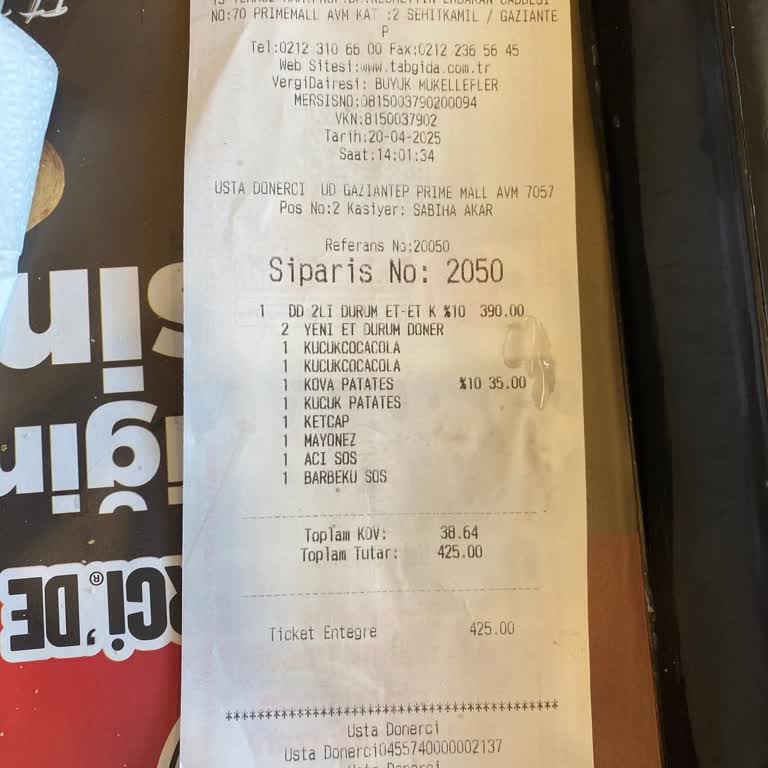 NO:70 PRIMEMALL AVM KAT :2 SEHITKAMIL / GAZIANTE
P
Tel:0212 310 66 00 Fax:0212 236 56 45
Web Sitesi:www.tabgida.com.tr
VergiDairesi: BUYUK MUKELLEFLER
MERSISNO:0815003790200094
VKN:8150037902
Tarih:20-04-2025
Saat:14:01:34
USTA DONERCI UD GAZIANTEP PRIME MALL AVM 7057
Pos No:2 Kasiyer: SABIHA AKAR
Referans No:20050
Siparis No: 2050
1 DD 2LI DURUM ET-ET K %10 390.00
2 YENI ET DURUM DONER
1 KUCUKCOCACOLA
1 KUCUKCOCACOLA
1 KOVA PATATES %10 35.00
1 KUCUK PATATES
1 KETCAP
1 MAYONEZ
1 ACI SOS
1 BARBEKU SOS
Toplam KDV: 38.64
Toplam Tutar: 425.00
Ticket Entegre 425.00
*****************************************
Usta Donerci
Usta Donerci0455740000002137
Usta Donerci
RCi® DE